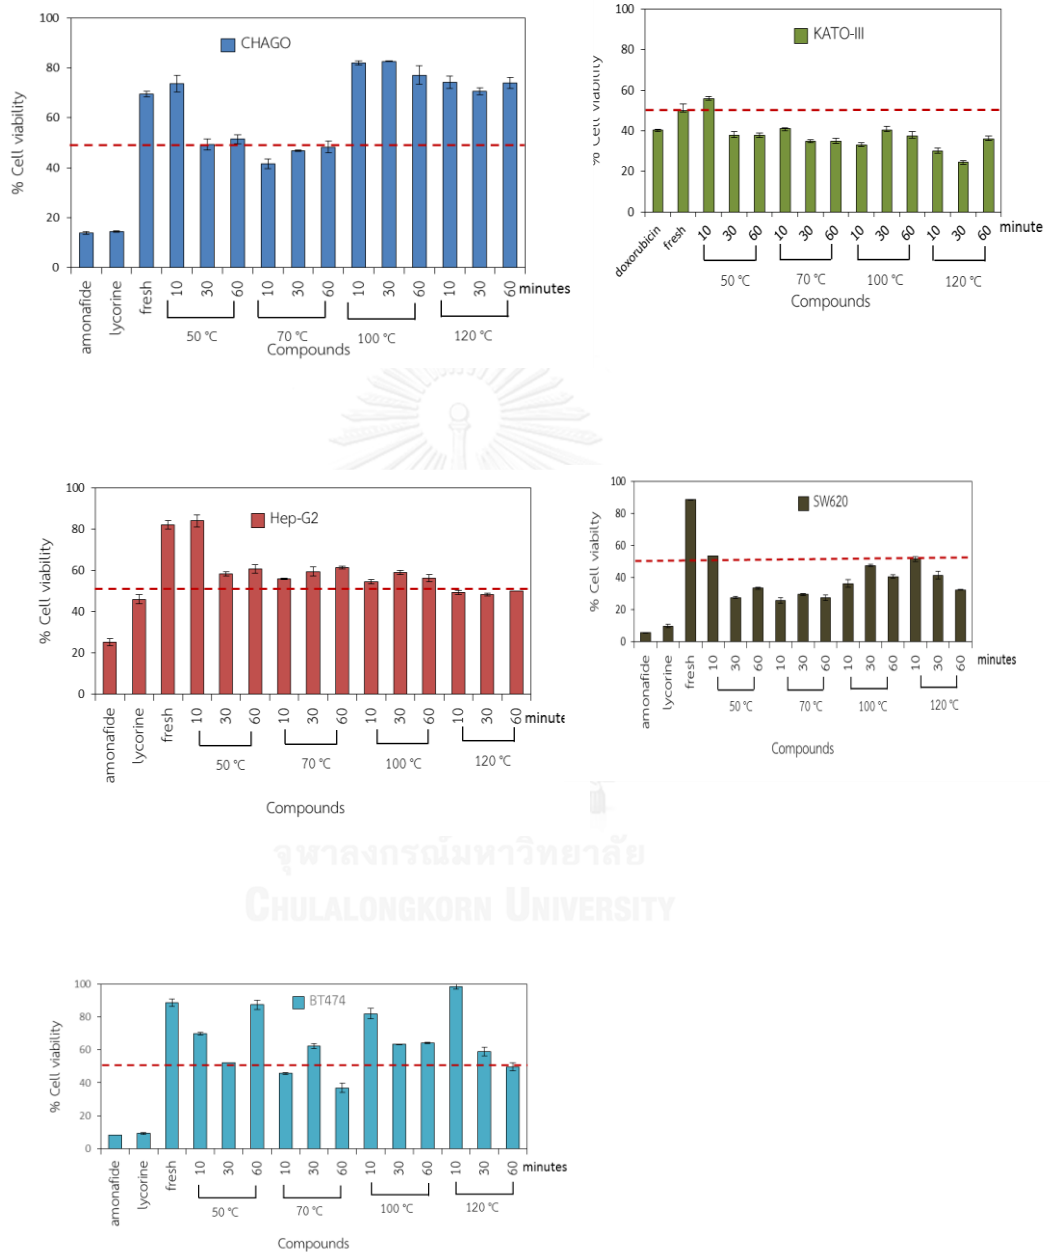 100
80
60
40
20
0
% Cell viability
CHAGO
amonafide
lycorine
fresh
10
30
60
10
30
60
10
30
60
10
30
60
minutes
50 °C
70 °C
100 °C
120 °C
Compounds
100
80
60
40
20
0
% Cell viability
KATO-III
doxorubicin
fresh
10
30
60
10
30
60
10
30
60
10
30
60
minute
50 °C
70 °C
100 °C
120 °C
Compounds
100
80
60
40
20
0
% Cell viability
Hep-G2
amonafide
lycorine
fresh
10
30
60
10
30
60
10
30
60
10
30
60
minute
50 °C
70 °C
100 °C
120 °C
Compounds
100
80
60
40
20
0
% Cell viabilty
SW620
amonafide
lycorine
fresh
10
30
60
10
30
60
10
30
60
10
30
60
minutes
50 °C
70 °C
100 °C
120 °C
Compounds
จุฬาลงกรณ์มหาวิทยาลัย
CHULALONGKORN UNIVERSITY
100
80
60
40
20
0
% Cell viability
BT474
amonafide
lycorine
fresh
10
30
60
10
30
60
10
30
60
10
30
60
minutes
50 °C
70 °C
100 °C
120 °C
Compounds